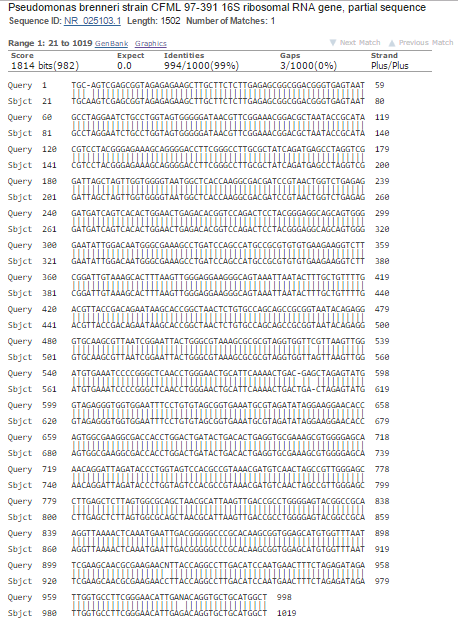 Pseudomonas brenneri strain CFML 97-391 16S ribosomal RNA gene, partial sequence
Sequence ID: NR_025103.1 Length: 1502 Number of Matches: 1
Range 1: 21 to 1019 GenBank Graphics Next Match Previous Match
Score Expect Identities Gaps Strand
1814 bits(982) 0.0 994/1000(99%) 3/1000(0%) Plus/Plus
Query 1 TGC-AGTCGAGCGGTAGAGAGAAGCTTGCTTCTCTTGAGAGCGGCGGACGGGTGAGTAAT 59
Sbjct 21 TGCAAGTCGAGCGGTAGAGAGAAGCTTGCTTCTCTTGAGAGCGGCGGACGGGTGAGTAAT 80
Query 60 GCCTAGGAATCTGCCTGGTAGTGGGGGATAACGTTCGGAAACGGACGCTAATACCGCATA 119
Sbjct 81 GCCTAGGAATCTGCCTGGTAGTGGGGGATAACGTTCGGAAACGGACGCTAATACCGCATA 140
Query 120 CGTCCTACGGGAGAAAGCAGGGGACCTTCGGGCCTTGCGCTATCAGATGAGCCTAGGTCG 179
Sbjct 141 CGTCCTACGGGAGAAAGCAGGGGACCTTCGGGCCTTGCGCTATCAGATGAGCCTAGGTCG 200
Query 180 GATTAGCTAGTTGGTGGGGTAATGGCTCACCAAGGCGACGATCCGTAACTGGTCTGAGAG 239
Sbjct 201 GATTAGCTAGTTGGTGGGGTAATGGCTCACCAAGGCGACGATCCGTAACTGGTCTGAGAG 260
Query 240 GATGATCAGTCACACTGGAACTGAGACACGGTCCAGACTCCTACGGGAGGCAGCAGTGGG 299
Sbjct 261 GATGATCAGTCACACTGGAACTGAGACACGGTCCAGACTCCTACGGGAGGCAGCAGTGGG 320
Query 300 GAATATTGGACAATGGGCGAAAGCCTGATCCAGCCATGCCGCGTGTGTGAAGAAGGTCTT 359
Sbjct 321 GAATATTGGACAATGGGCGAAAGCCTGATCCAGCCATGCCGCGTGTGTGAAGAAGGTCTT 380
Query 360 CGGATTGTAAAGCACTTTAAGTTGGGAGGAAGGGCAGTAAATTAATACTTTGCTGTTTTG 419
Sbjct 381 CGGATTGTAAAGCACTTTAAGTTGGGAGGAAGGGCAGTAAATTAATACTTTGCTGTTTTG 440
Query 420 ACGTTACCGACAGAATAAGCACCGGCTAACTCTGTGCCAGCAGCCGCGGTAATACAGAGG 479
Sbjct 441 ACGTTACCGACAGAATAAGCACCGGCTAACTCTGTGCCAGCAGCCGCGGTAATACAGAGG 500
Query 480 GTGCAAGCGTTAATCGGAATTACTGGGCGTAAAGCGCGCGTAGGTGGTTCGTTAAGTTGG 539
Sbjct 501 GTGCAAGCGTTAATCGGAATTACTGGGCGTAAAGCGCGCGTAGGTGGTTAGTTAAGTTGG 560
Query 540 ATGTGAAATCCCCGGGCTCAACCTGGGAACTGCATTCAAAACTGAC-GAGCTAGAGTATG 598
Sbjct 561 ATGTGAAATCCCCGGGCTCAACCTGGGAACTGCATTCAAAACTGACTGA-CTAGAGTATG 619
Query 599 GTAGAGGGTGGTGGAATTTCCTGTGTAGCGGTGAAATGCGTAGATATAGGAAGGAACACC 658
Sbjct 620 GTAGAGGGTGGTGGAATTTCCTGTGTAGCGGTGAAATGCGTAGATATAGGAAGGAACACC 679
Query 659 AGTGGCGAAGGCGACCACCTGGACTGATACTGACACTGAGGTGCGAAAGCGTGGGGAGCA 718
Sbjct 680 AGTGGCGAAGGCGACCACCTGGACTGATACTGACACTGAGGTGCGAAAGCGTGGGGAGCA 739
Query 719 AACAGGATTAGATACCCTGGTAGTCCACGCCGTAAACGATGTCAACTAGCCGTTGGGAGC 778
Sbjct 740 AACAGGATTAGATACCCTGGTAGTCCACGCCGTAAACGATGTCAACTAGCCGTTGGGAGC 799
Query 779 CTTGAGCTCTTAGTGGCGCAGCTAACGCATTAAGTTGACCGCCTGGGGAGTACGGCCGCA 838
Sbjct 800 CTTGAGCTCTTAGTGGCGCAGCTAACGCATTAAGTTGACCGCCTGGGGAGTACGGCCGCA 859
Query 839 AGGTTAAAACTCAAATGAATTGACGGGGGCCCGCACAAGCGGTGGAGCATGTGGTTTAAT 898
Sbjct 860 AGGTTAAAACTCAAATGAATTGACGGGGGCCCGCACAAGCGGTGGAGCATGTGGTTTAAT 919
Query 899 TCGAAGCAACGCGAAGAACNTTACCAGGCCTTGACATCCAATGAACTTTCTAGAGATAGA 958
Sbjct 920 TCGAAGCAACGCGAAGAACCTTACCAGGCCTTGACATCCAATGAACTTTCTAGAGATAGA 979
Query 959 TTGGTGCCTTCGGGAACATTGANACAGGTGCTGCATGGCT 998
Sbjct 980 TTGGTGCCTTCGGGAACATTGAGACAGGTGCTGCATGGCT 1019